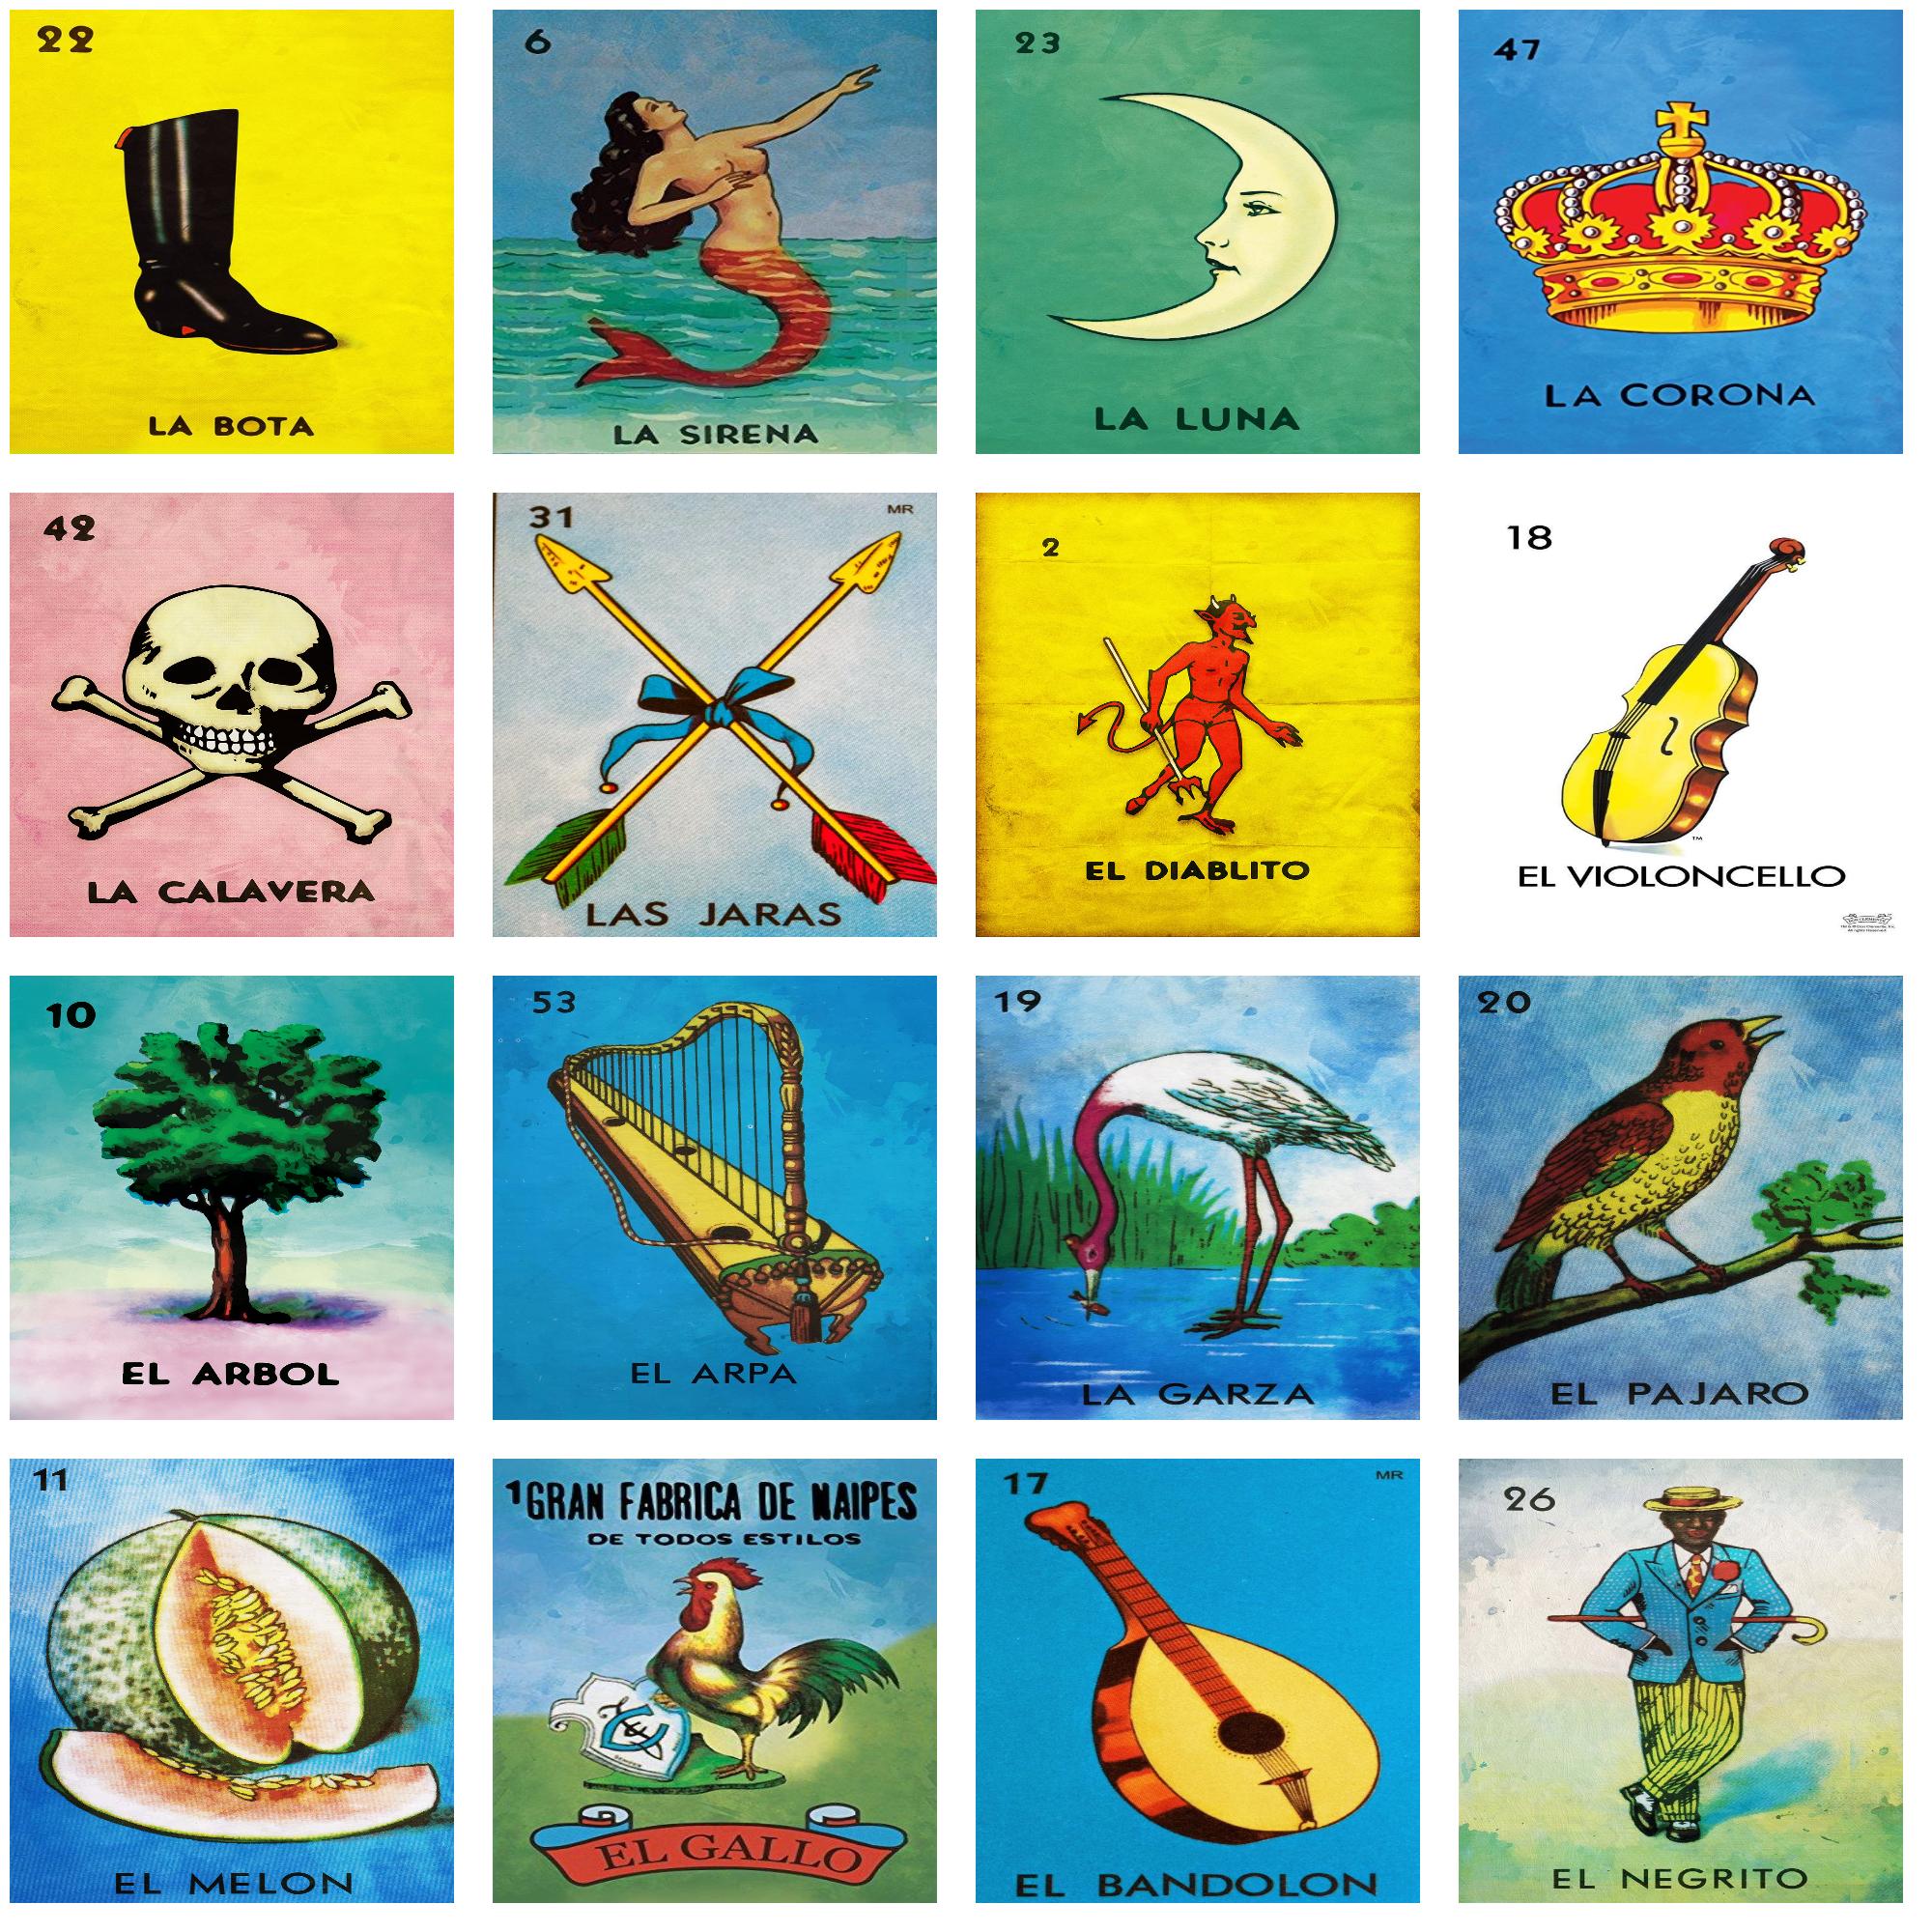 22
LA BOTA
6
LA SIRENA
23
LA LUNA
47
LA CORONA
42
LA CALAVERA
31
MR
LAS JARAS
2
EL DIABLITO
18
TM
EL VIOLONCELLO
10
EL ARBOL
53
EL ARPA
19
LA GARZA
20
EL PAJARO
11
EL MELON
1 GRAN FABRICA DE NAIPES
DE TODOS ESTILOS
EL GALLO
17
MR
EL BANDOLON
26
EL NEGRITO